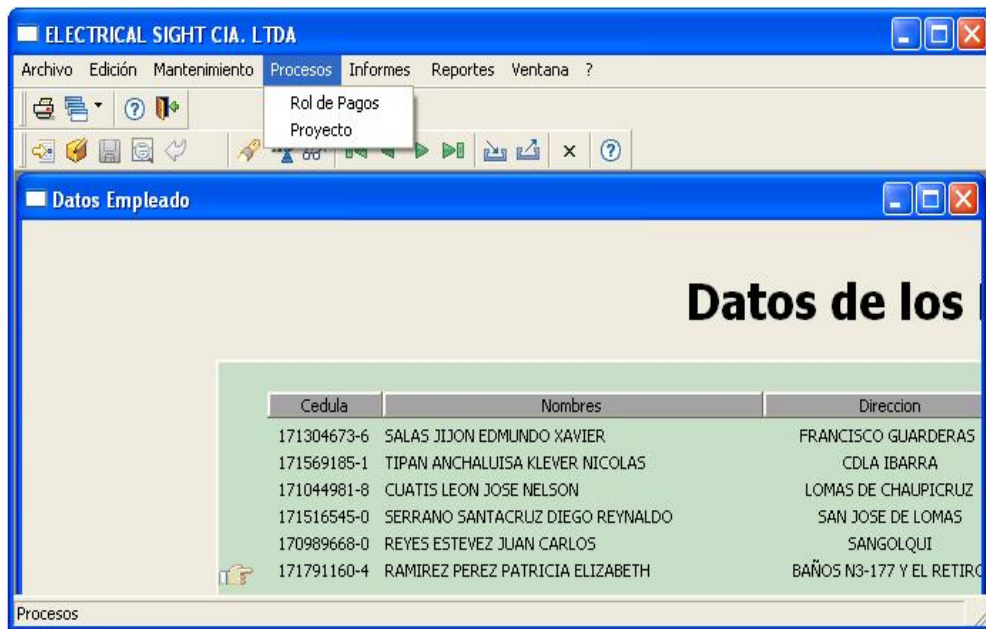 ELECTRICAL SIGHT CIA. LTDA
Archivo Edición Mantenimiento Procesos Informes Reportes Ventana ?
Rol de Pagos
Proyecto
Datos Empleado
Datos de los
Cedula Nombres Direccion
171304673-6 SALAS JIJON EDMUNDO XAVIER FRANCISCO GUARDERAS
171569185-1 TIPAN ANCHALUISA KLEVER NICOLAS CDLA IBARRA
171044981-8 CUATIS LEON JOSE NELSON LOMAS DE CHAUPICRUZ
171516545-0 SERRANO SANTACRUZ DIEGO REYNALDO SAN JOSE DE LOMAS
170989668-0 REYES ESTEVEZ JUAN CARLOS SANGOLQUI
171791160-4 RAMIREZ PEREZ PATRICIA ELIZABETH BAÑOS N3-177 Y EL RETIRO
Procesos